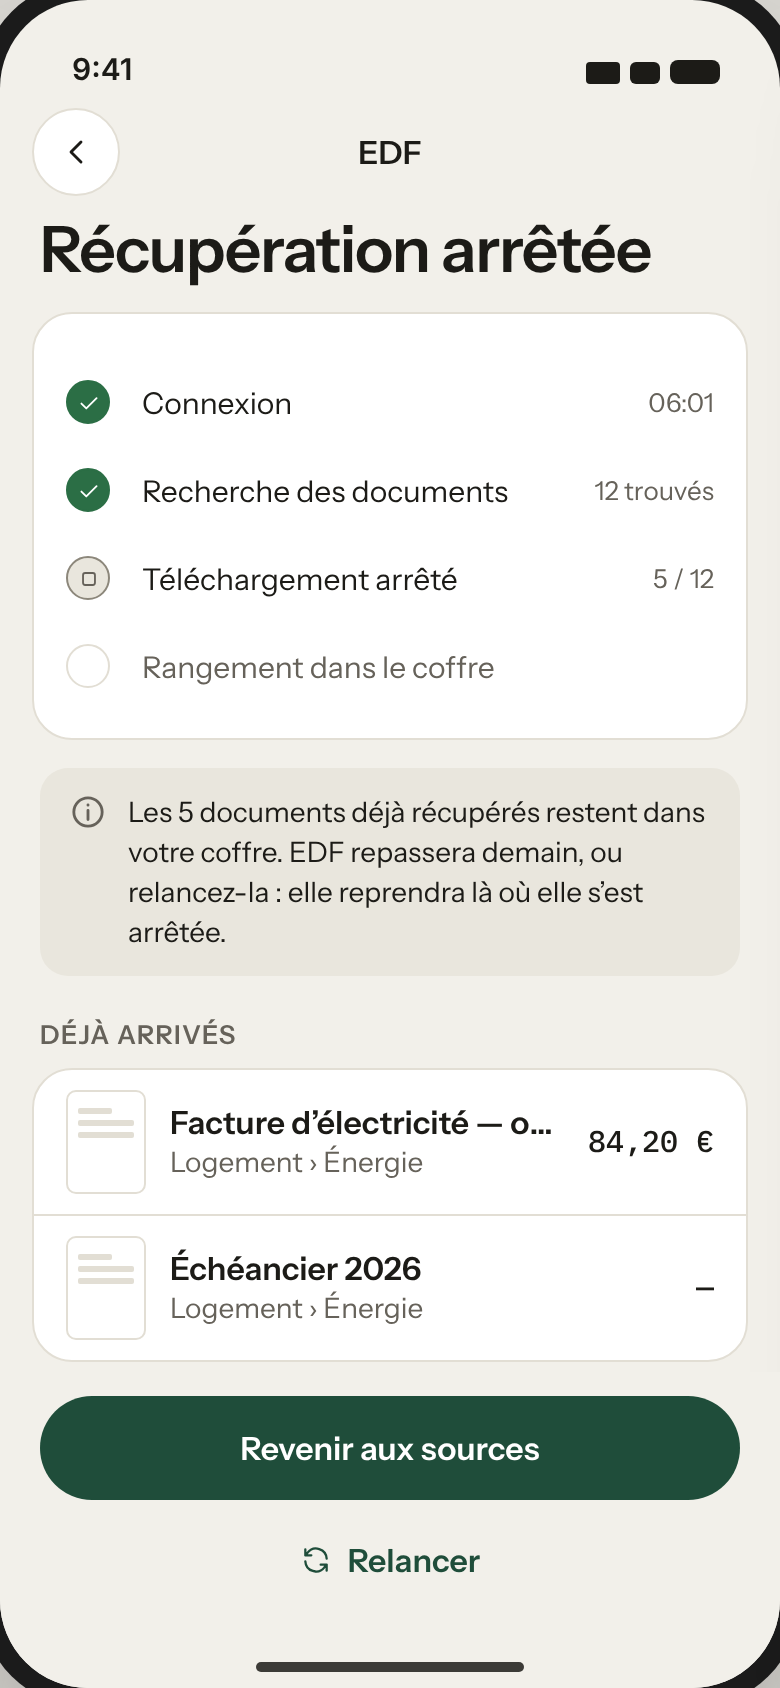 9:41
EDF
Récupération arrêtée
Connexion 06:01
Recherche des documents 12 trouvés
Téléchargement arrêté 5 / 12
Rangement dans le coffre
Les 5 documents déjà récupérés restent dans
votre coffre. EDF repassera demain, ou
relancez-la : elle reprendra là où elle s’est
arrêtée.
DÉJÀ ARRIVÉS
Facture d’électricité — o... 84,20 €
Logement › Énergie
Échéancier 2026 –
Logement › Énergie
Revenir aux sources
Relancer